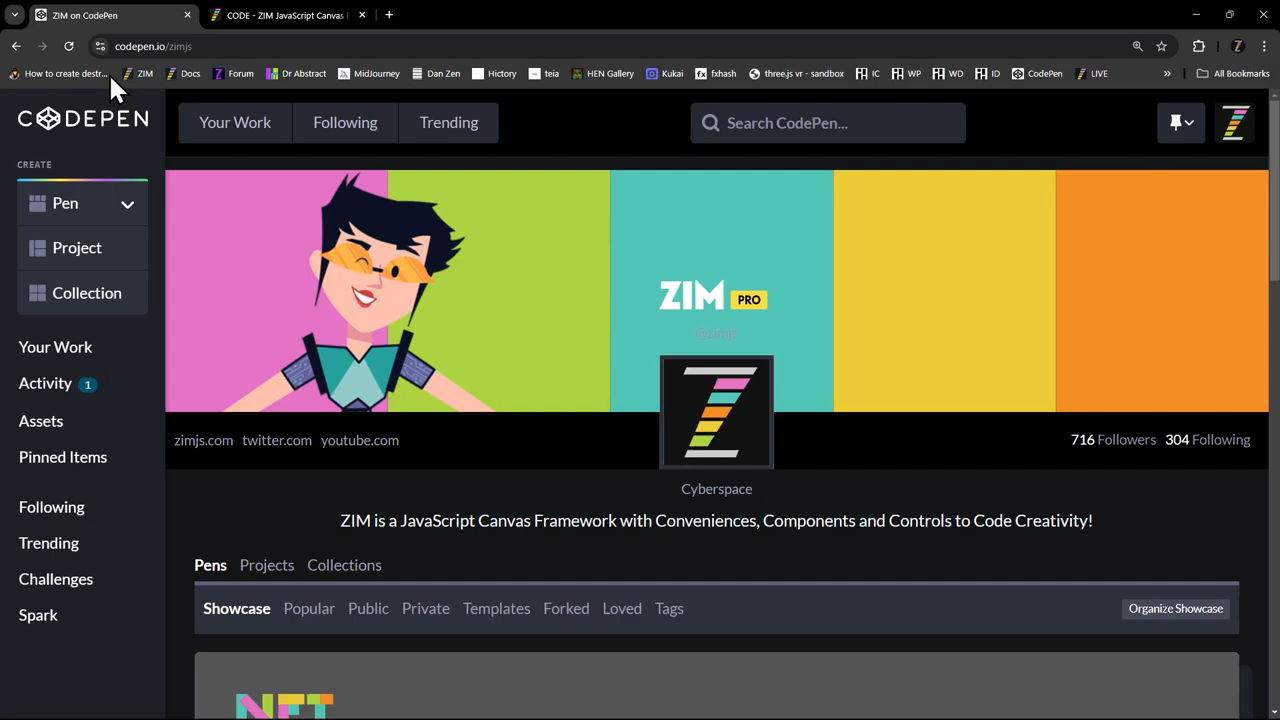 ZIM on CodePen
CODE - ZIM JavaScript Canvas
codepen.io/zimjs
How to create destr...
ZIM
Docs
Forum
Dr Abstract
MidJourney
Dan Zen
Hictory
teia
HEN Gallery
Kukai
fxhash
three.js vr - sandbox
IC
WP
WD
ID
CodePen
LIVE
»
All Bookmarks
CODEPEN
Your Work
Following
Trending
Search CodePen...
CREATE
Pen
Project
Collection
Your Work
Activity 1
Assets
Pinned Items
Following
Trending
Challenges
Spark
ZIM PRO
@zimjs
zimjs.com twitter.com youtube.com
716 Followers 304 Following
Cyberspace
ZIM is a JavaScript Canvas Framework with Conveniences, Components and Controls to Code Creativity!
Pens Projects Collections
Showcase Popular Public Private Templates Forked Loved Tags
Organize Showcase
NFT